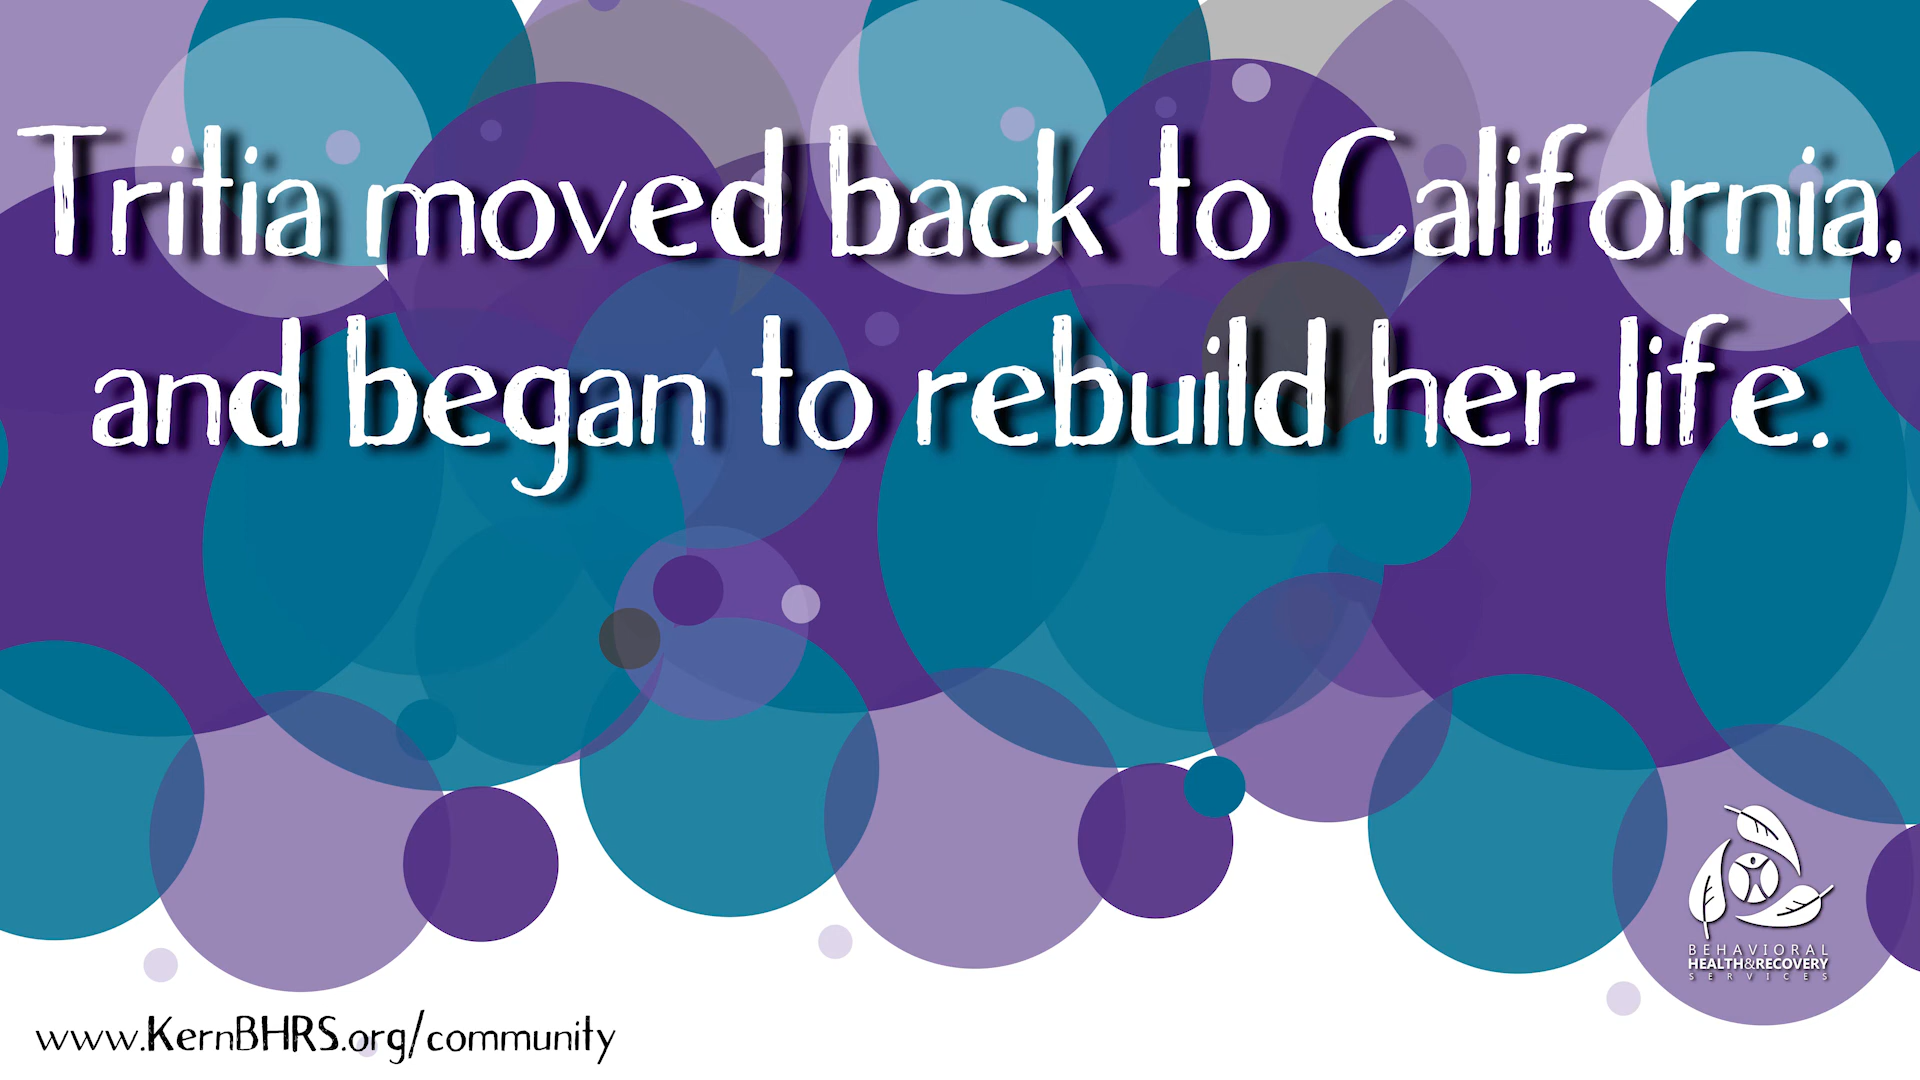 Tritia moved back to California,
and began to rebuild her life.
BEHAVIORAL
HEALTH&RECOVERY
SERVICES
www.KernBHRS.org/community